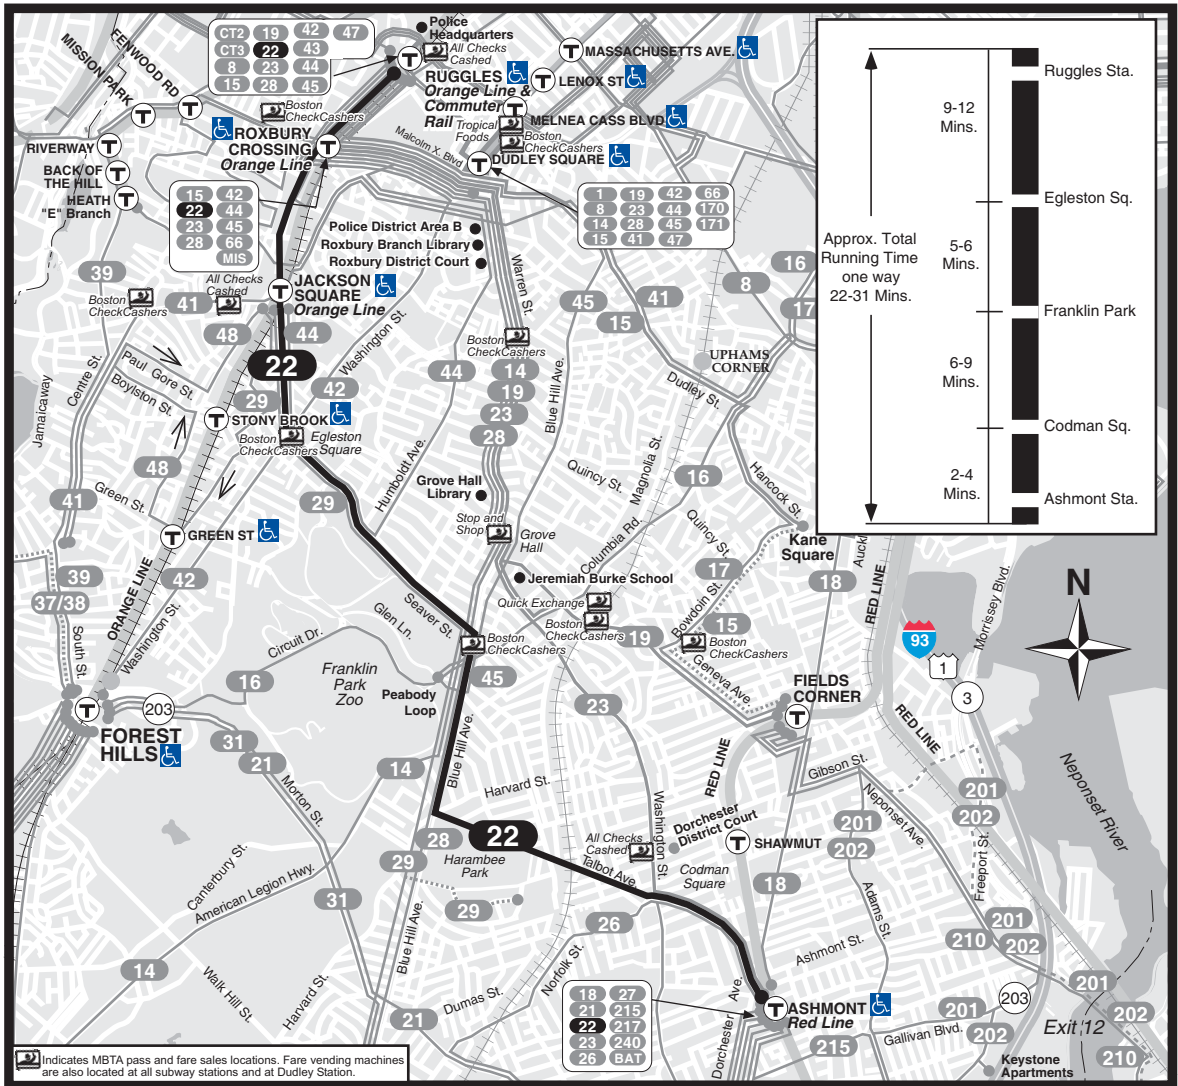 CT2 19 42 47
CT3 22 43
8 23 44
15 28 45
Police
Headquarters
All Checks
Cashed
RUGGLES
Orange Line &
Commuter
Rail
MASSACHUSETTS AVE.
LENOX ST
MELNEA CASS BLVD
Tropical
Foods
Boston
CheckCashers
DUDLEY SQUARE
Malcolm X. Blvd
MISSION PARK
FENWOOD RD
Boston
CheckCashers
ROXBURY
CROSSING
Orange Line
RIVERWAY
BACK OF
THE HILL
HEATH
"E" Branch
15 42
22 44
23 45
28 66
MIS
1 19 42 66
8 23 44 170
14 28 45 171
15 41 47
Police District Area B
Roxbury Branch Library
Roxbury District Court
Warren St.
39
Boston
CheckCashers
41
All Checks
Cashed
JACKSON
SQUARE
Orange Line
48
44
22
Washington St.
42
29
Centre St.
Jamaicaway
Paul Gore St.
Boylston St.
STONY BROOK
Boston
CheckCashers
Egleston
Square
48
41
Green St.
GREEN ST
29
Humboldt Ave.
44
Boston
CheckCashers
14
19
23
28
Blue Hill Ave.
45
41
15
8
16
17
UPHAMS
CORNER
Dudley St.
Magnolia St.
Quincy St.
16
Hancock St.
Grove Hall
Library
Stop and
Shop
Grove
Hall
Columbia Rd.
Quincy St.
Kane
Square
17
18
Auckl
RED LINE
Jeremiah Burke School
Quick Exchange
Boston
CheckCashers
19
Bowdoin St.
15
Boston
CheckCashers
Geneva Ave.
39
37/38
42
ORANGE LINE
Washington St.
South St.
Seaver St.
Glen Ln.
Circuit Dr.
Franklin
Park
Zoo
Boston
CheckCashers
45
Peabody
Loop
16
203
FOREST
HILLS
31
21
Morton St.
14
Blue Hill Ave.
23
FIELDS
CORNER
RED LINE
Harvard St.
Washington St.
28
22
29
Harambee
Park
29
All Checks
Cashed
Talbot Ave.
Dorchester
District Court
SHAWMUT
Codman
Square
18
Gibson St.
Neponset Ave.
201
202
Adams St.
201
202
Freeport St.
RED LINE
93
1
3
Morrissey Blvd.
N
Neponset River
Canterbury St.
American Legion Hwy.
31
14
Walk Hill St.
Harvard St.
Blue Hill Ave.
21
Dumas St.
Norfolk St.
26
Ashmont St.
Dorchester Ave.
201
210
202
201
202
210
18 27
21 215
22 217
23 240
26 BAT
ASHMONT
Red Line
215
Gallivan Blvd.
201
202
203
Exit 12
Keystone
Apartments
Approx. Total
Running Time
one way
22-31 Mins.
Ruggles Sta.
9-12
Mins.
Egleston Sq.
5-6
Mins.
Franklin Park
6-9
Mins.
Codman Sq.
2-4
Mins.
Ashmont Sta.
Indicates MBTA pass and fare sales locations. Fare vending machines
are also located at all subway stations and at Dudley Station.